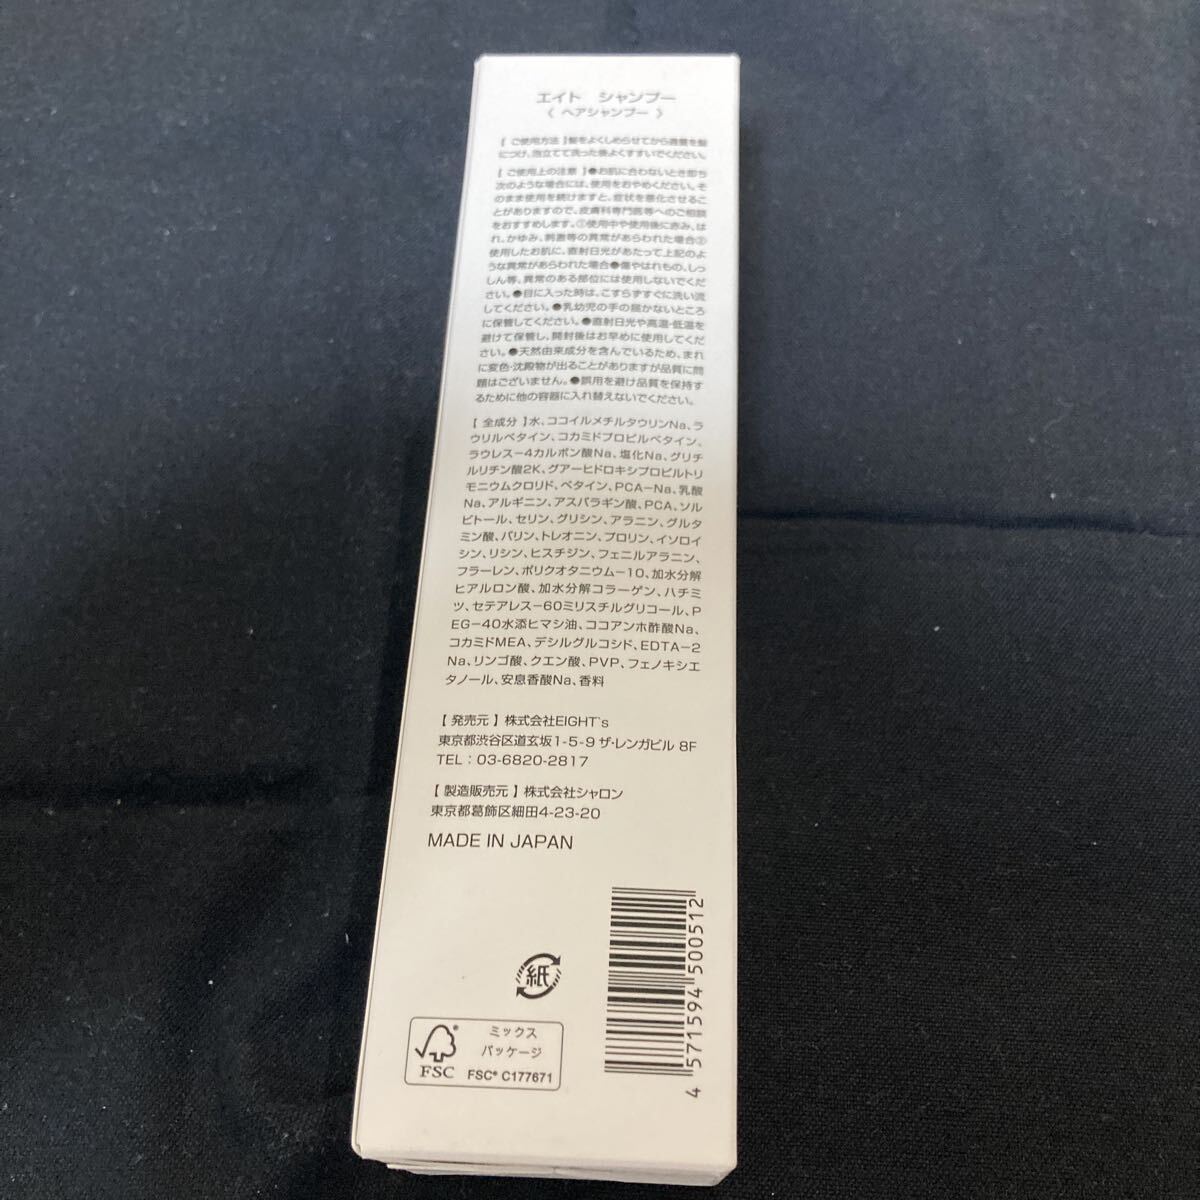 エイト シャンプー
《 ヘアシャンプー 》
【 ご使用方法 】髪をよくしめらせてから適量を髪
につけ、泡立てて洗った後よくすすいでください。
【 ご使用上の注意 】●お肌に合わないとき即ち
次のような場合には、使用をおやめください。そ
のまま使用を続けますと、症状を悪化させるこ
とがありますので、皮膚科専門医等へのご相談
をおすすめします。①使用中や使用後に赤み、は
れ、かゆみ、刺激等の異常があらわれた場合②
使用したお肌に、直射日光があたって上記のよ
うな異常があらわれた場合●傷やはれもの、しっ
しん等、異常のある部位には使用しないでくだ
さい。●目に入った時は、こすらずすぐに洗い流
してください。●乳幼児の手の届かないところ
に保管してください。●直射日光や高温・低温を
避けて保管し、開封後はお早めに使用してくだ
さい。●天然由来成分を含んでいるため、まれ
に変色・沈殿物が出ることがありますが品質に問
題はございません。●誤用を避け品質を保持す
るために他の容器に入れ替えないでください。
【 全成分 】水、ココイルメチルタウリンNa、ラ
ウリルベタイン、コカミドプロピルベタイン、
ラウレス−4カルボン酸Na、塩化Na、グリチ
ルリチン酸2K、グアーヒドロキシプロピルトリ
モニウムクロリド、ベタイン、PCA−Na、乳酸
Na、アルギニン、アスパラギン酸、PCA、ソル
ビトール、セリン、グリシン、アラニン、グルタ
ミン酸、バリン、トレオニン、プロリン、イソロイ
シン、リシン、ヒスチジン、フェニルアラニン、
フラーレン、ポリクオタニウム−10、加水分解
ヒアルロン酸、加水分解コラーゲン、ハチミ
ツ、セテアレス−60ミリスチルグリコール、P
EG−40水添ヒマシ油、ココアンホ酢酸Na、
コカミドMEA、デシルグルコシド、EDTA−2
Na、リンゴ酸、クエン酸、PVP、フェノキシエ
タノール、安息香酸Na、香料
【 発売元 】株式会社EIGHT`s
東京都渋谷区道玄坂1-5-9 ザ・レンガビル 8F
TEL：03-6820-2817
【 製造販売元 】株式会社シャロン
東京都葛飾区細田4-23-20
MADE IN JAPAN
4 571594 500512
紙
FSC
ミックス
パッケージ
FSC® C177671